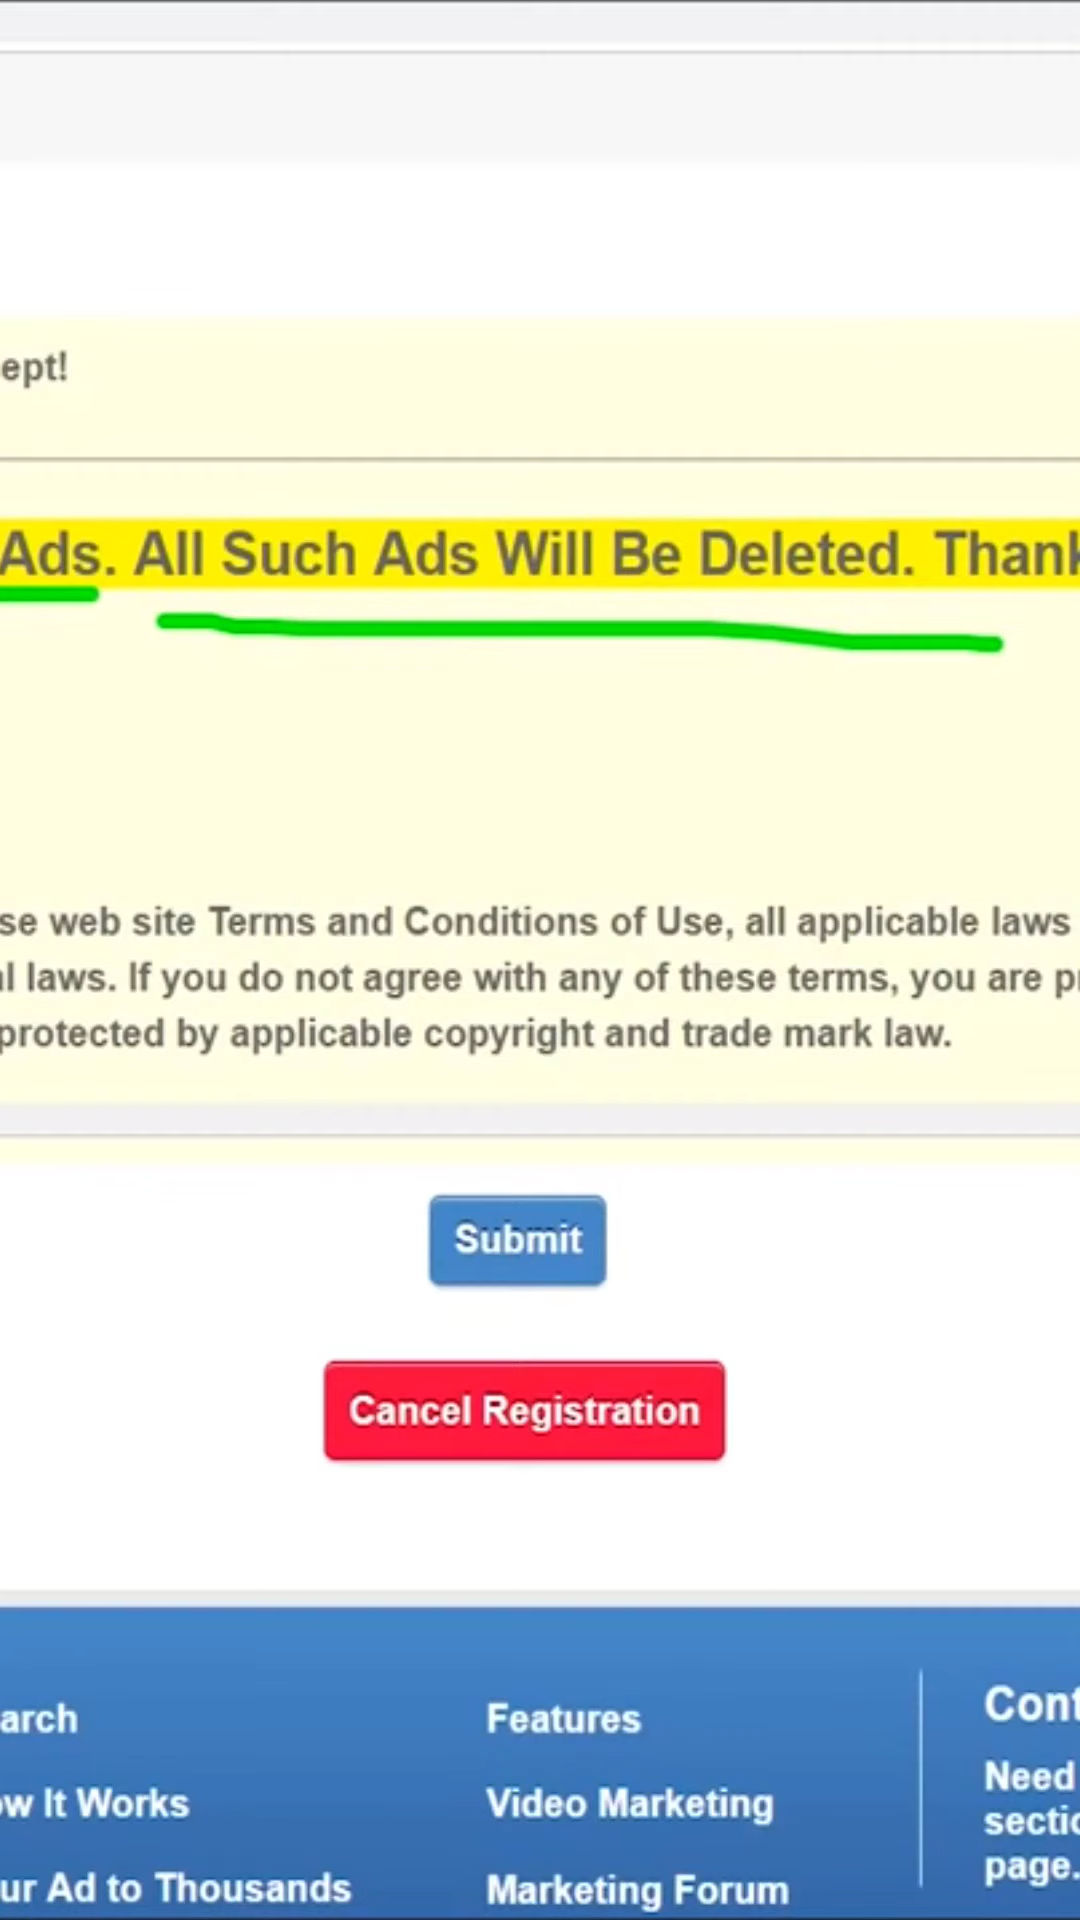 ept!
Ads. All Such Ads Will Be Deleted. Thank
se web site Terms and Conditions of Use, all applicable laws
l laws. If you do not agree with any of these terms, you are pr
protected by applicable copyright and trade mark law.
Submit
Cancel Registration
arch
Features
Cont
ow It Works
Video Marketing
Need
sectio
page.
ur Ad to Thousands
Marketing Forum